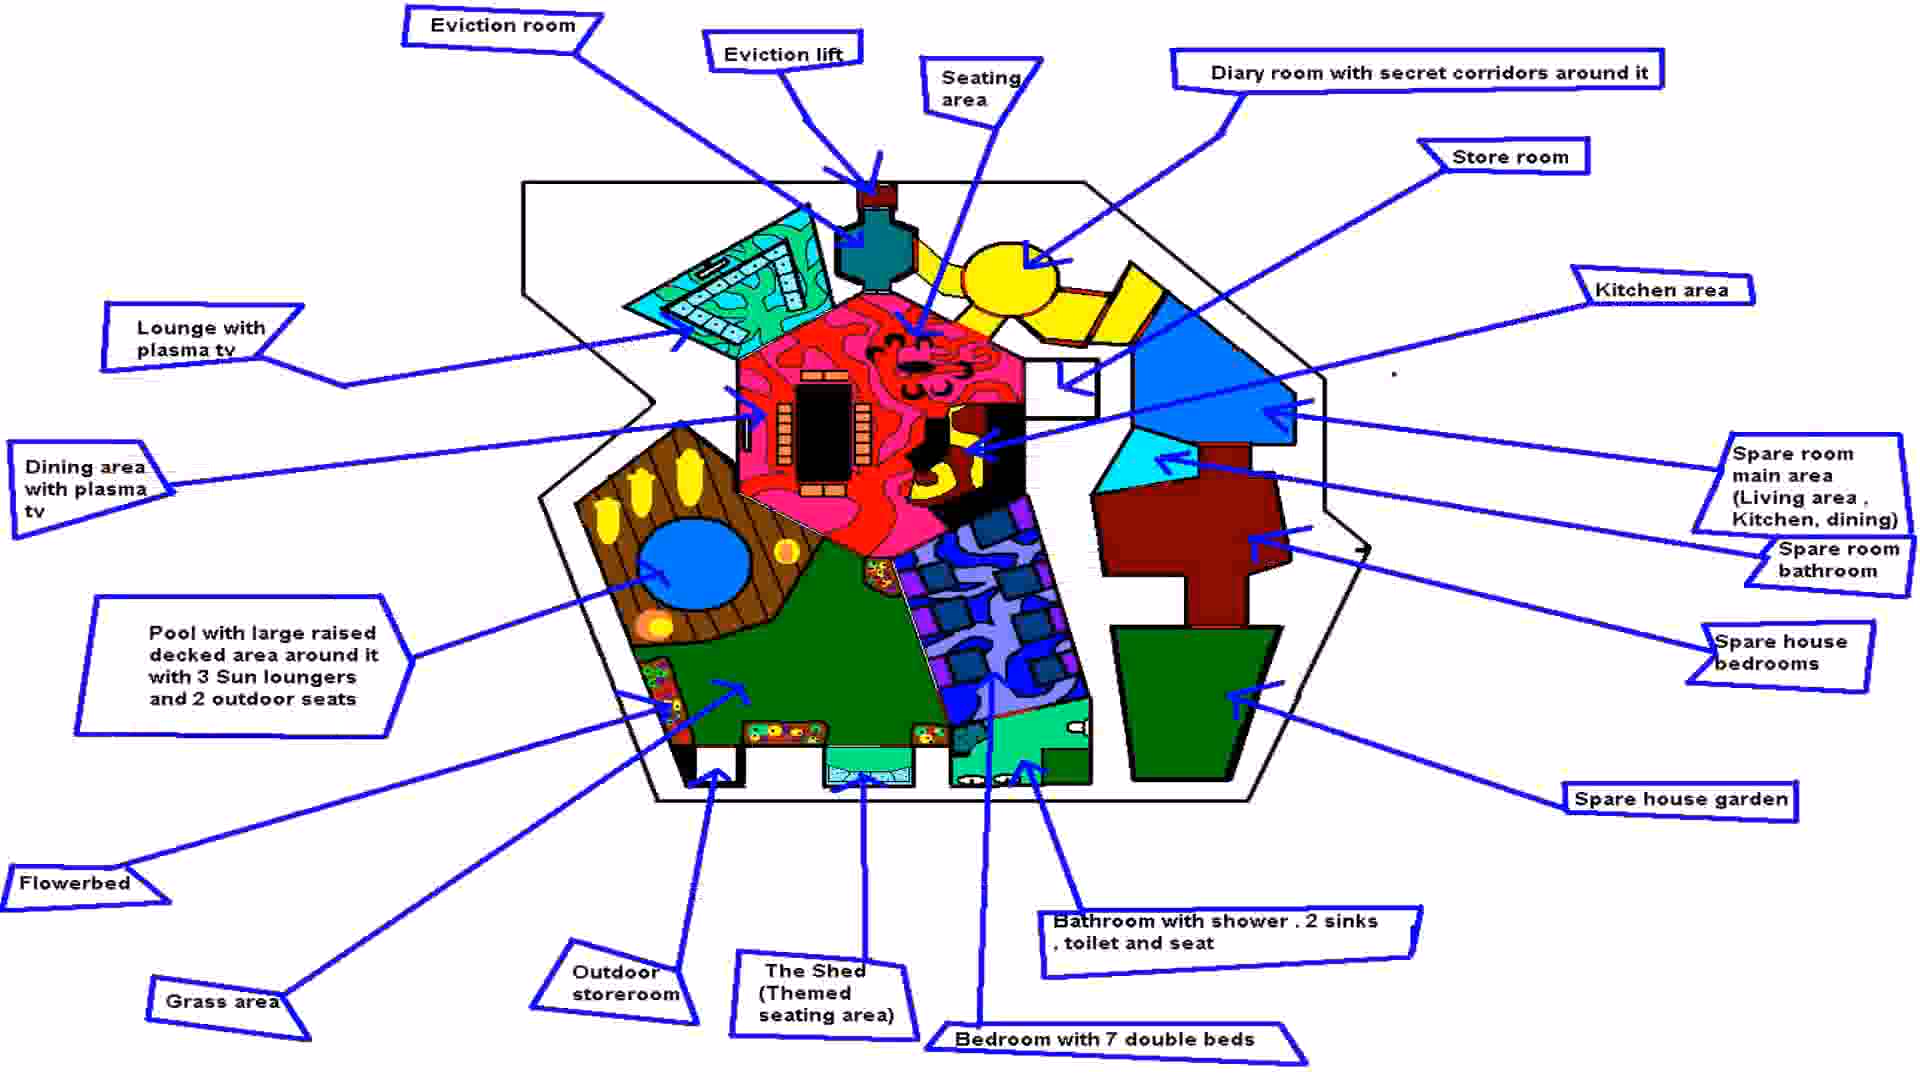 Eviction room
Eviction lift
Seating
area
Diary room with secret corridors around it
Store room
Kitchen area
Lounge with
plasma tv
Dining area
with plasma
tv
Spare room
main area
(Living area ,
Kitchen, dining)
Spare room
bathroom
Pool with large raised
decked area around it
with 3 Sun loungers
and 2 outdoor seats
Spare house
bedrooms
Spare house garden
Flowerbed
Bathroom with shower , 2 sinks
, toilet and seat
Grass area
Outdoor
storeroom
The Shed
(Themed
seating area)
Bedroom with 7 double beds